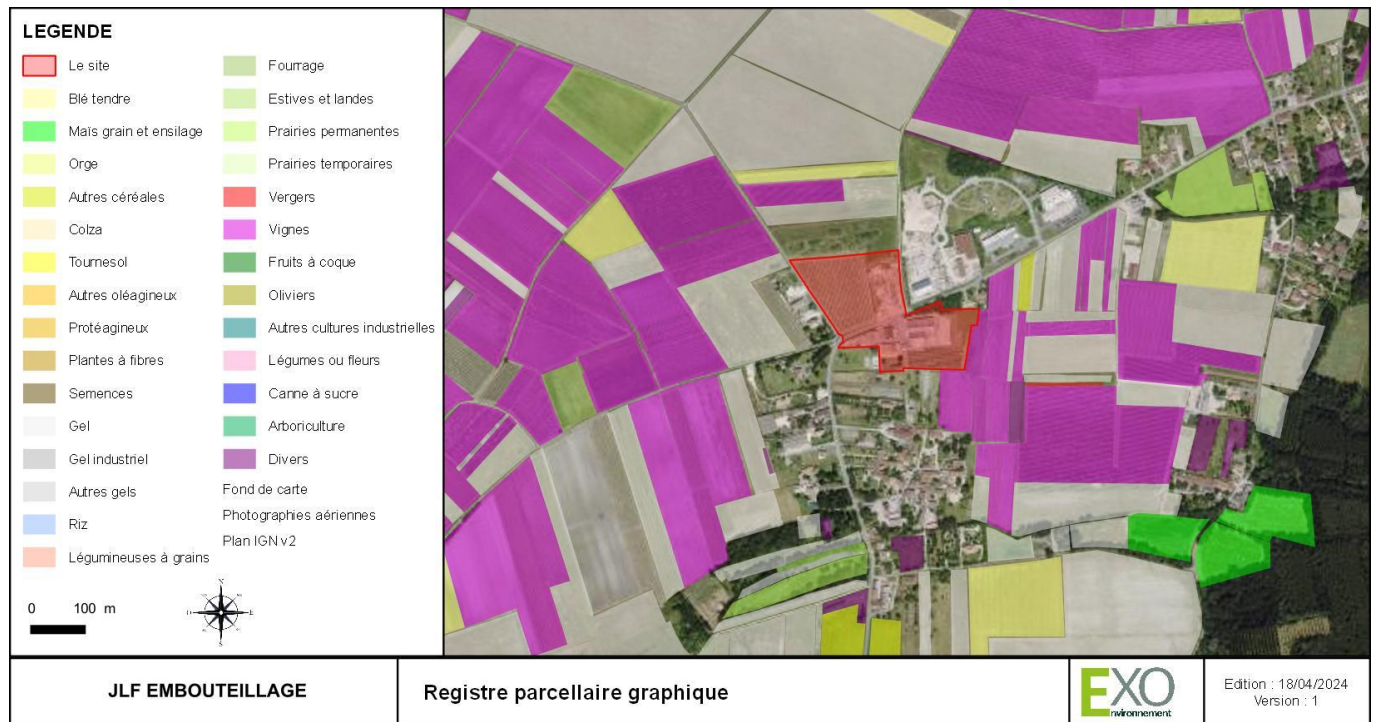 LEGENDE
Le site
Blé tendre
Maïs grain et ensilage
Orge
Autres céréales
Colza
Tournesol
Autres oléagineux
Protéagineux
Plantes à fibres
Semences
Gel
Gel industriel
Autres gels
Riz
Légumineuses à grains
Fourrage
Estives et landes
Prairies permanentes
Prairies temporaires
Vergers
Vignes
Fruits à coque
Oliviers
Autres cultures industrielles
Légumes ou fleurs
Canne à sucre
Arboriculture
Divers
Fond de carte
Photographies aériennes
Plan IGN v2
0 100 m
N
O E
S
JLF EMBOUTEILLAGE
Registre parcellaire graphique
EXO
nvironnement
Edition : 18/04/2024
Version : 1